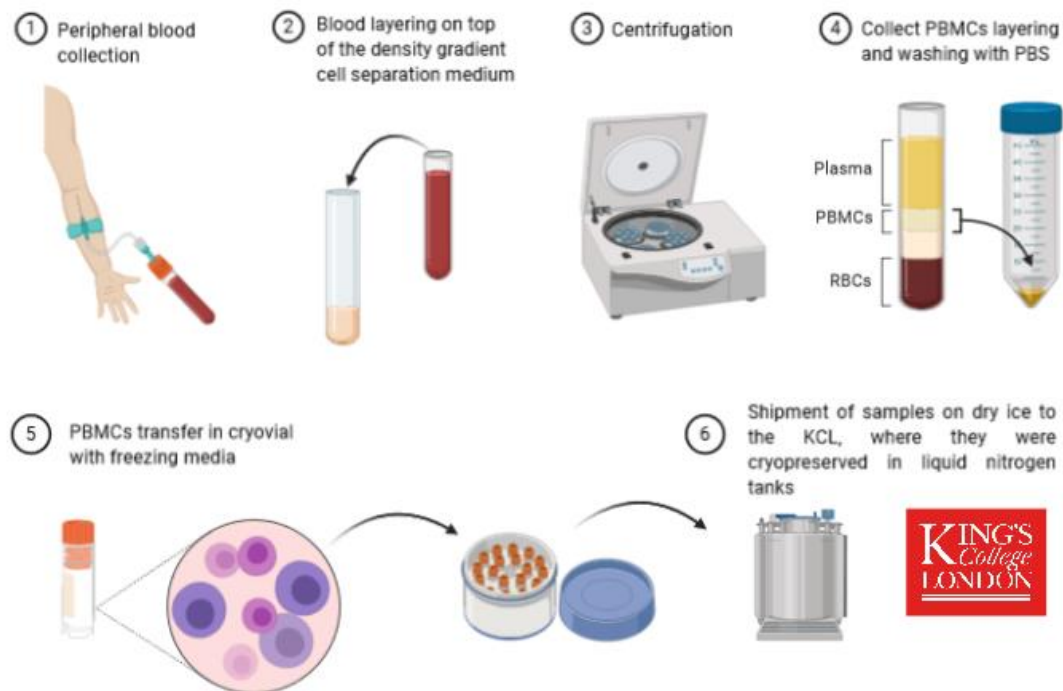 1 Peripheral blood
collection
2 Blood layering on top
of the density gradient
cell separation medium
3 Centrifugation
4 Collect PBMCs layering
and washing with PBS
Plasma
PBMCs
RBCs
5 PBMCs transfer in cryovial
with freezing media
6 Shipment of samples on dry ice to
the KCL, where they were
cryopreserved in liquid nitrogen
tanks
KING'S
College
LONDON